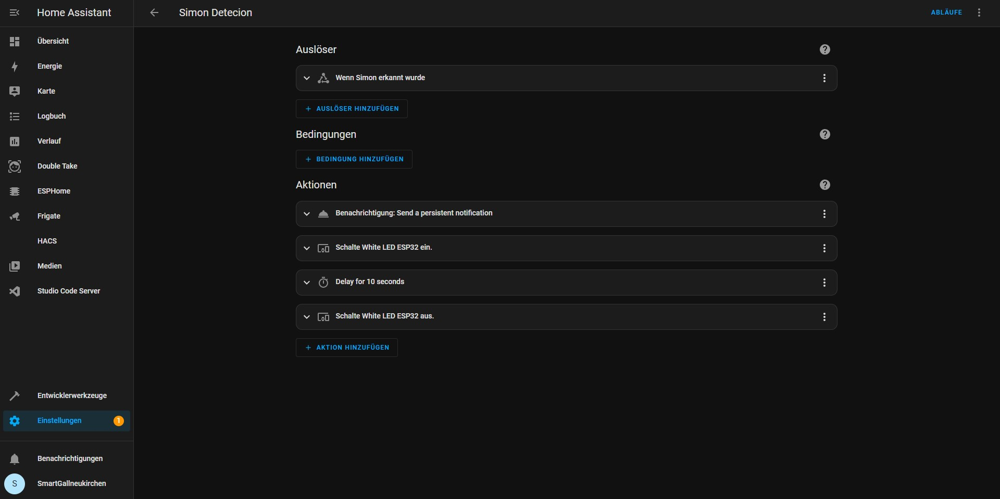 Home Assistant
Simon Detecion
ABLÄUFE
Übersicht
Energie
Karte
Logbuch
Verlauf
Double Take
ESPHome
Frigate
HACS
Medien
Studio Code Server
Entwicklerwerkzeuge
Einstellungen
1
Benachrichtigungen
S
SmartGallneukirchen
Auslöser
?
Wenn Simon erkannt wurde
+ AUSLÖSER HINZUFÜGEN
Bedingungen
?
+ BEDINGUNG HINZUFÜGEN
Aktionen
?
Benachrichtigung: Send a persistent notification
Schalte White LED ESP32 ein.
Delay for 10 seconds
Schalte White LED ESP32 aus.
+ AKTION HINZUFÜGEN